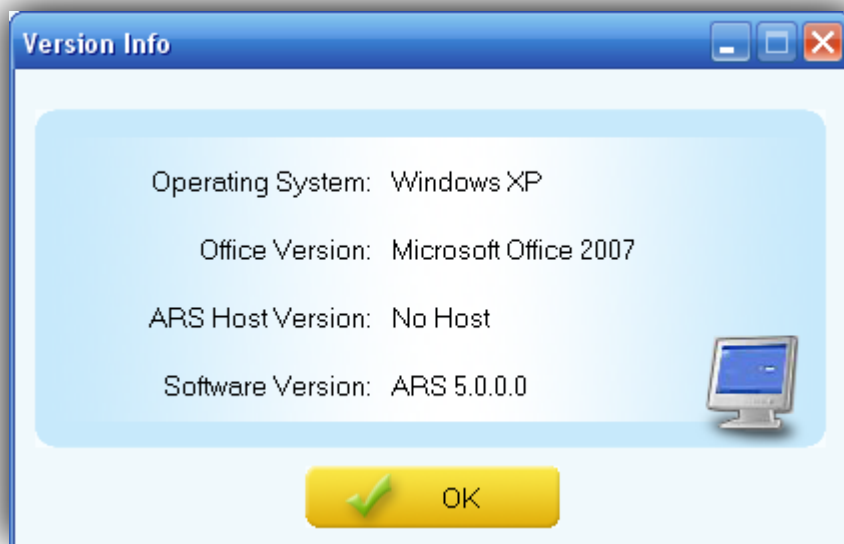 Version Info
Operating System: Windows XP
Office Version: Microsoft Office 2007
ARS Host Version: No Host
Software Version: ARS 5.0.0.0
OK